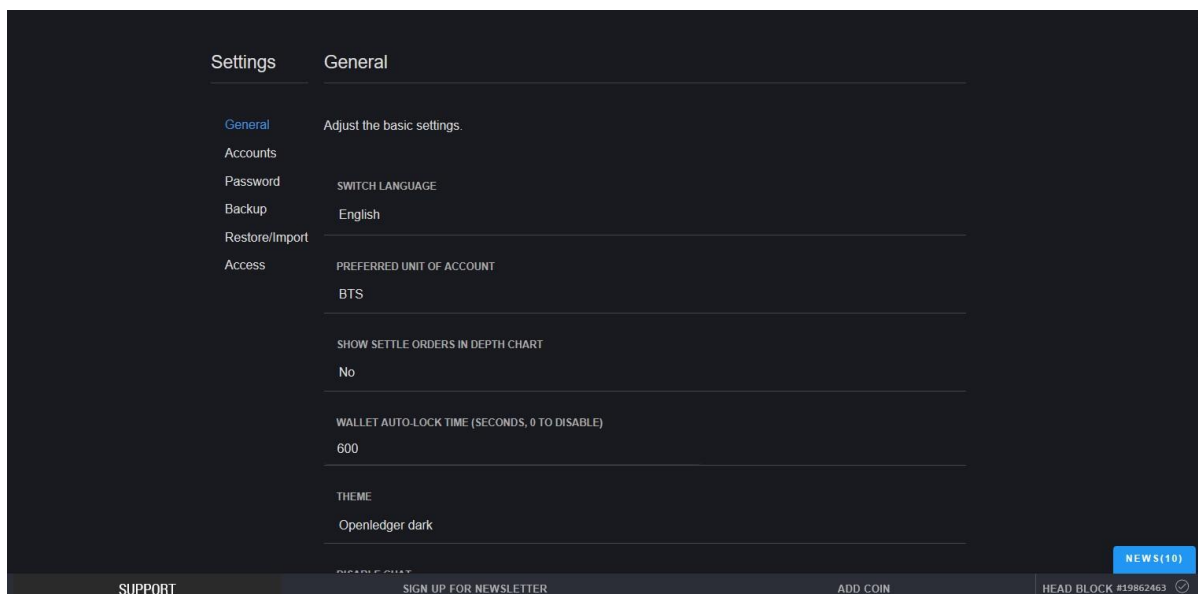 Settings
General
General
Accounts
Password
Backup
Restore/Import
Access
Adjust the basic settings.
SWITCH LANGUAGE
English
PREFERRED UNIT OF ACCOUNT
BTS
SHOW SETTLE ORDERS IN DEPTH CHART
No
WALLET AUTO-LOCK TIME (SECONDS, 0 TO DISABLE)
600
THEME
Openledger dark
DISABLE CHAT
NEWS(10)
SUPPORT
SIGN UP FOR NEWSLETTER
ADD COIN
HEAD BLOCK #19862463